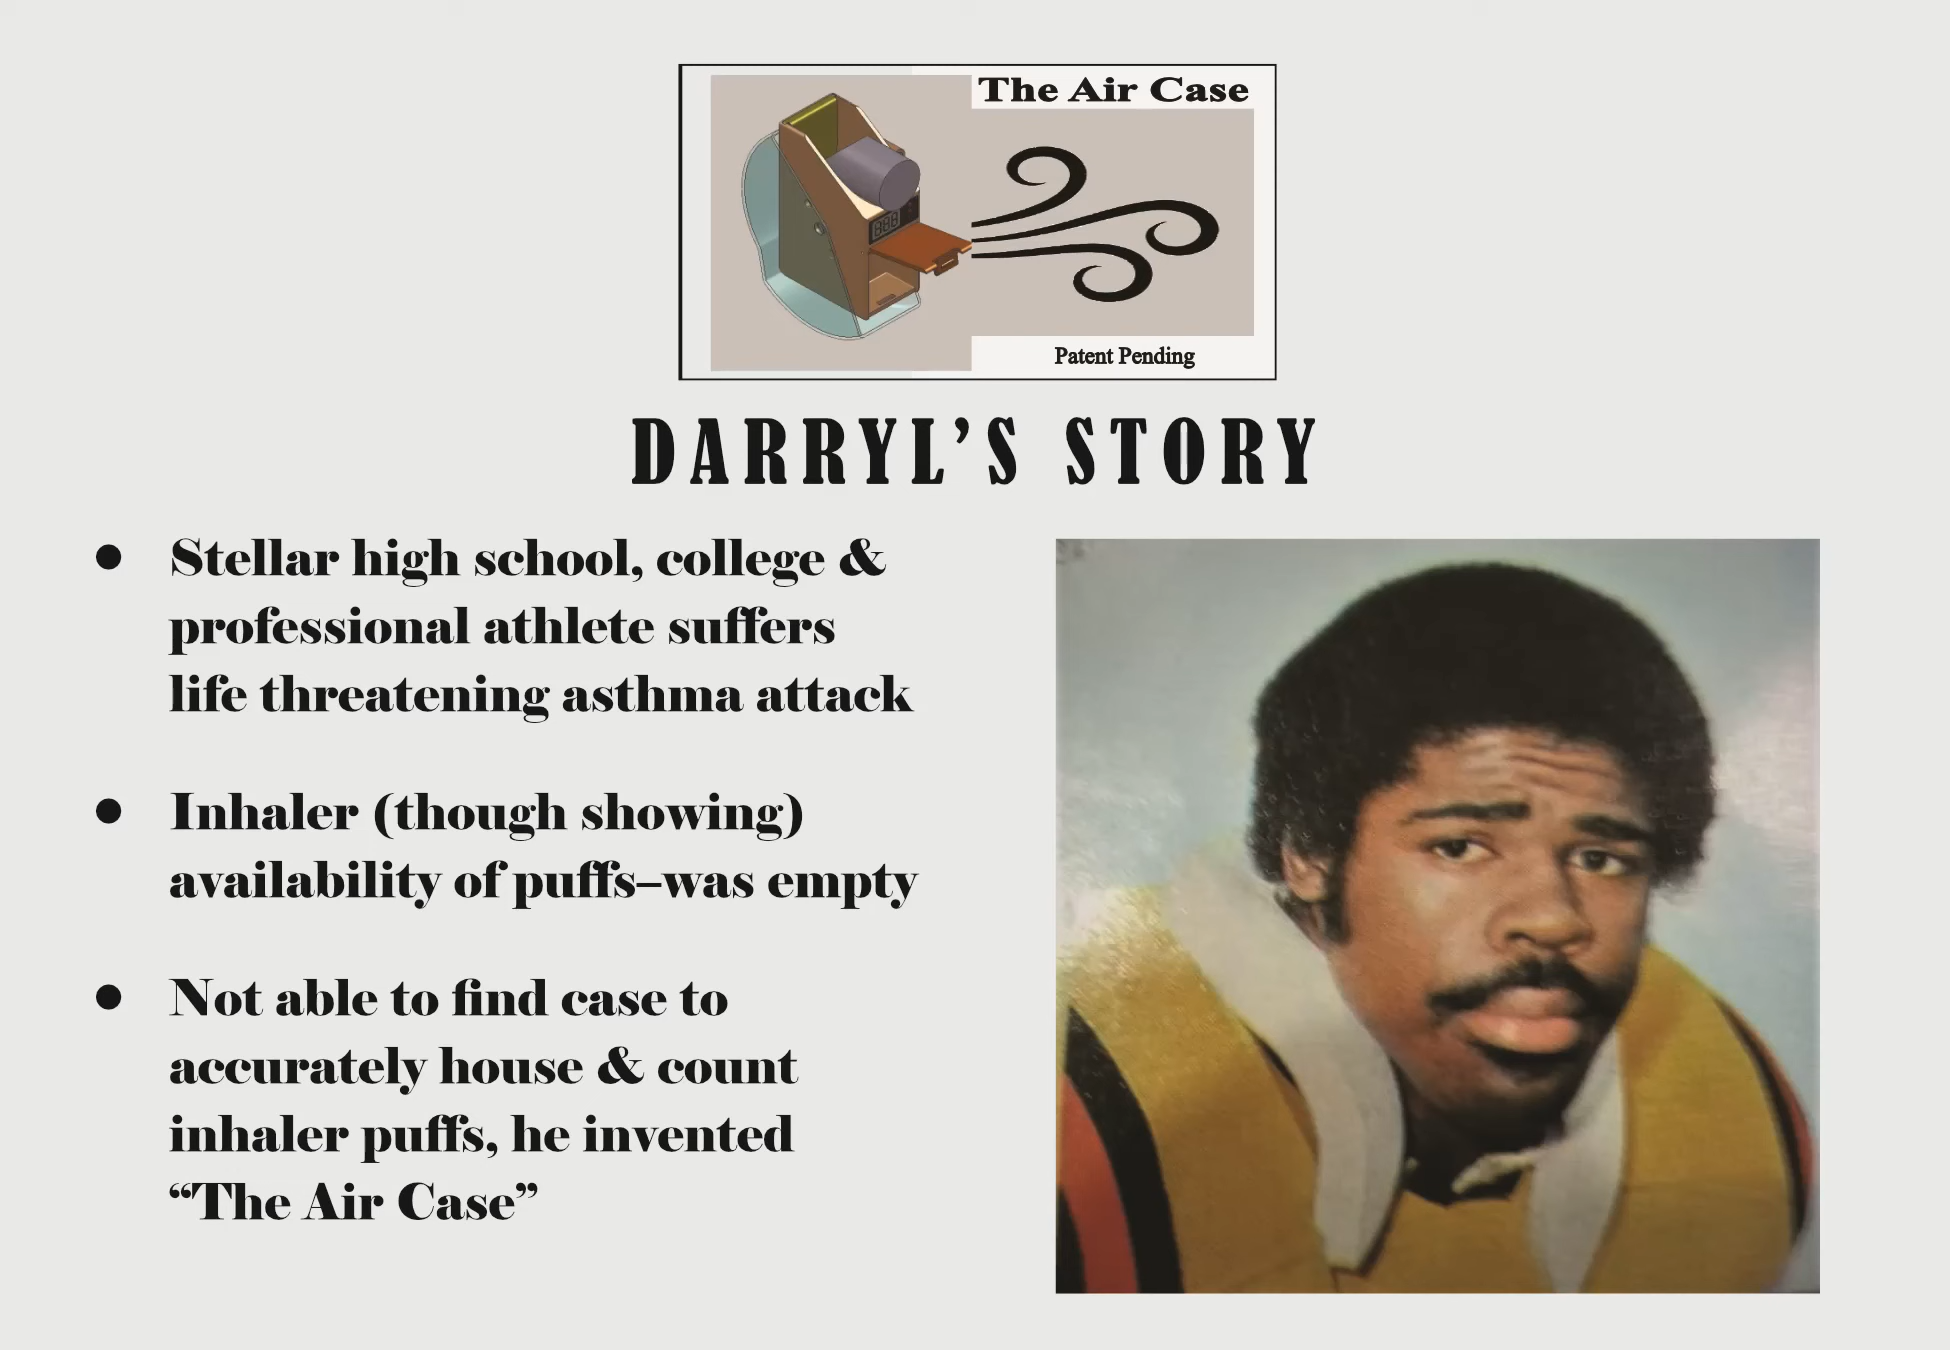 The Air Case
888
Patent Pending
DARRYL’S STORY
● Stellar high school, college &
professional athlete suffers
life threatening asthma attack
● Inhaler (though showing)
availability of puffs–was empty
● Not able to find case to
accurately house & count
inhaler puffs, he invented
“The Air Case”